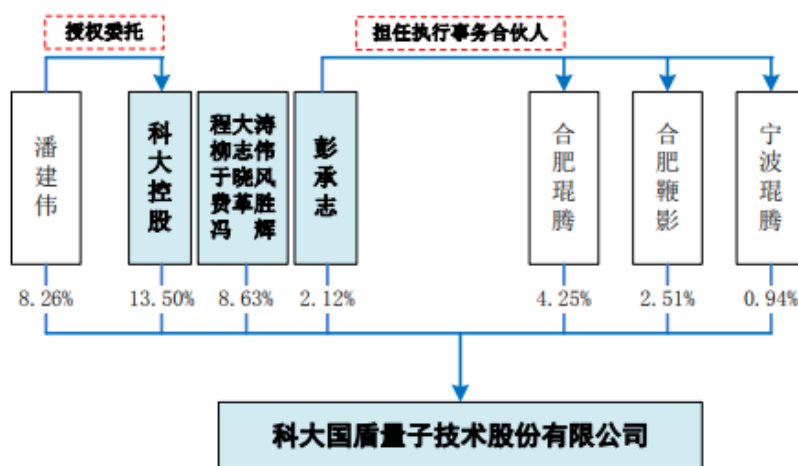 授权委托
担任执行事务合伙人
潘建伟
科大控股
程大涛
柳志伟
于晓风
费革胜
冯辉
彭承志
合肥琨腾
合肥鞭影
宁波琨腾
8.26%
13.50%
8.63%
2.12%
4.25%
2.51%
0.94%
科大国盾量子技术股份有限公司